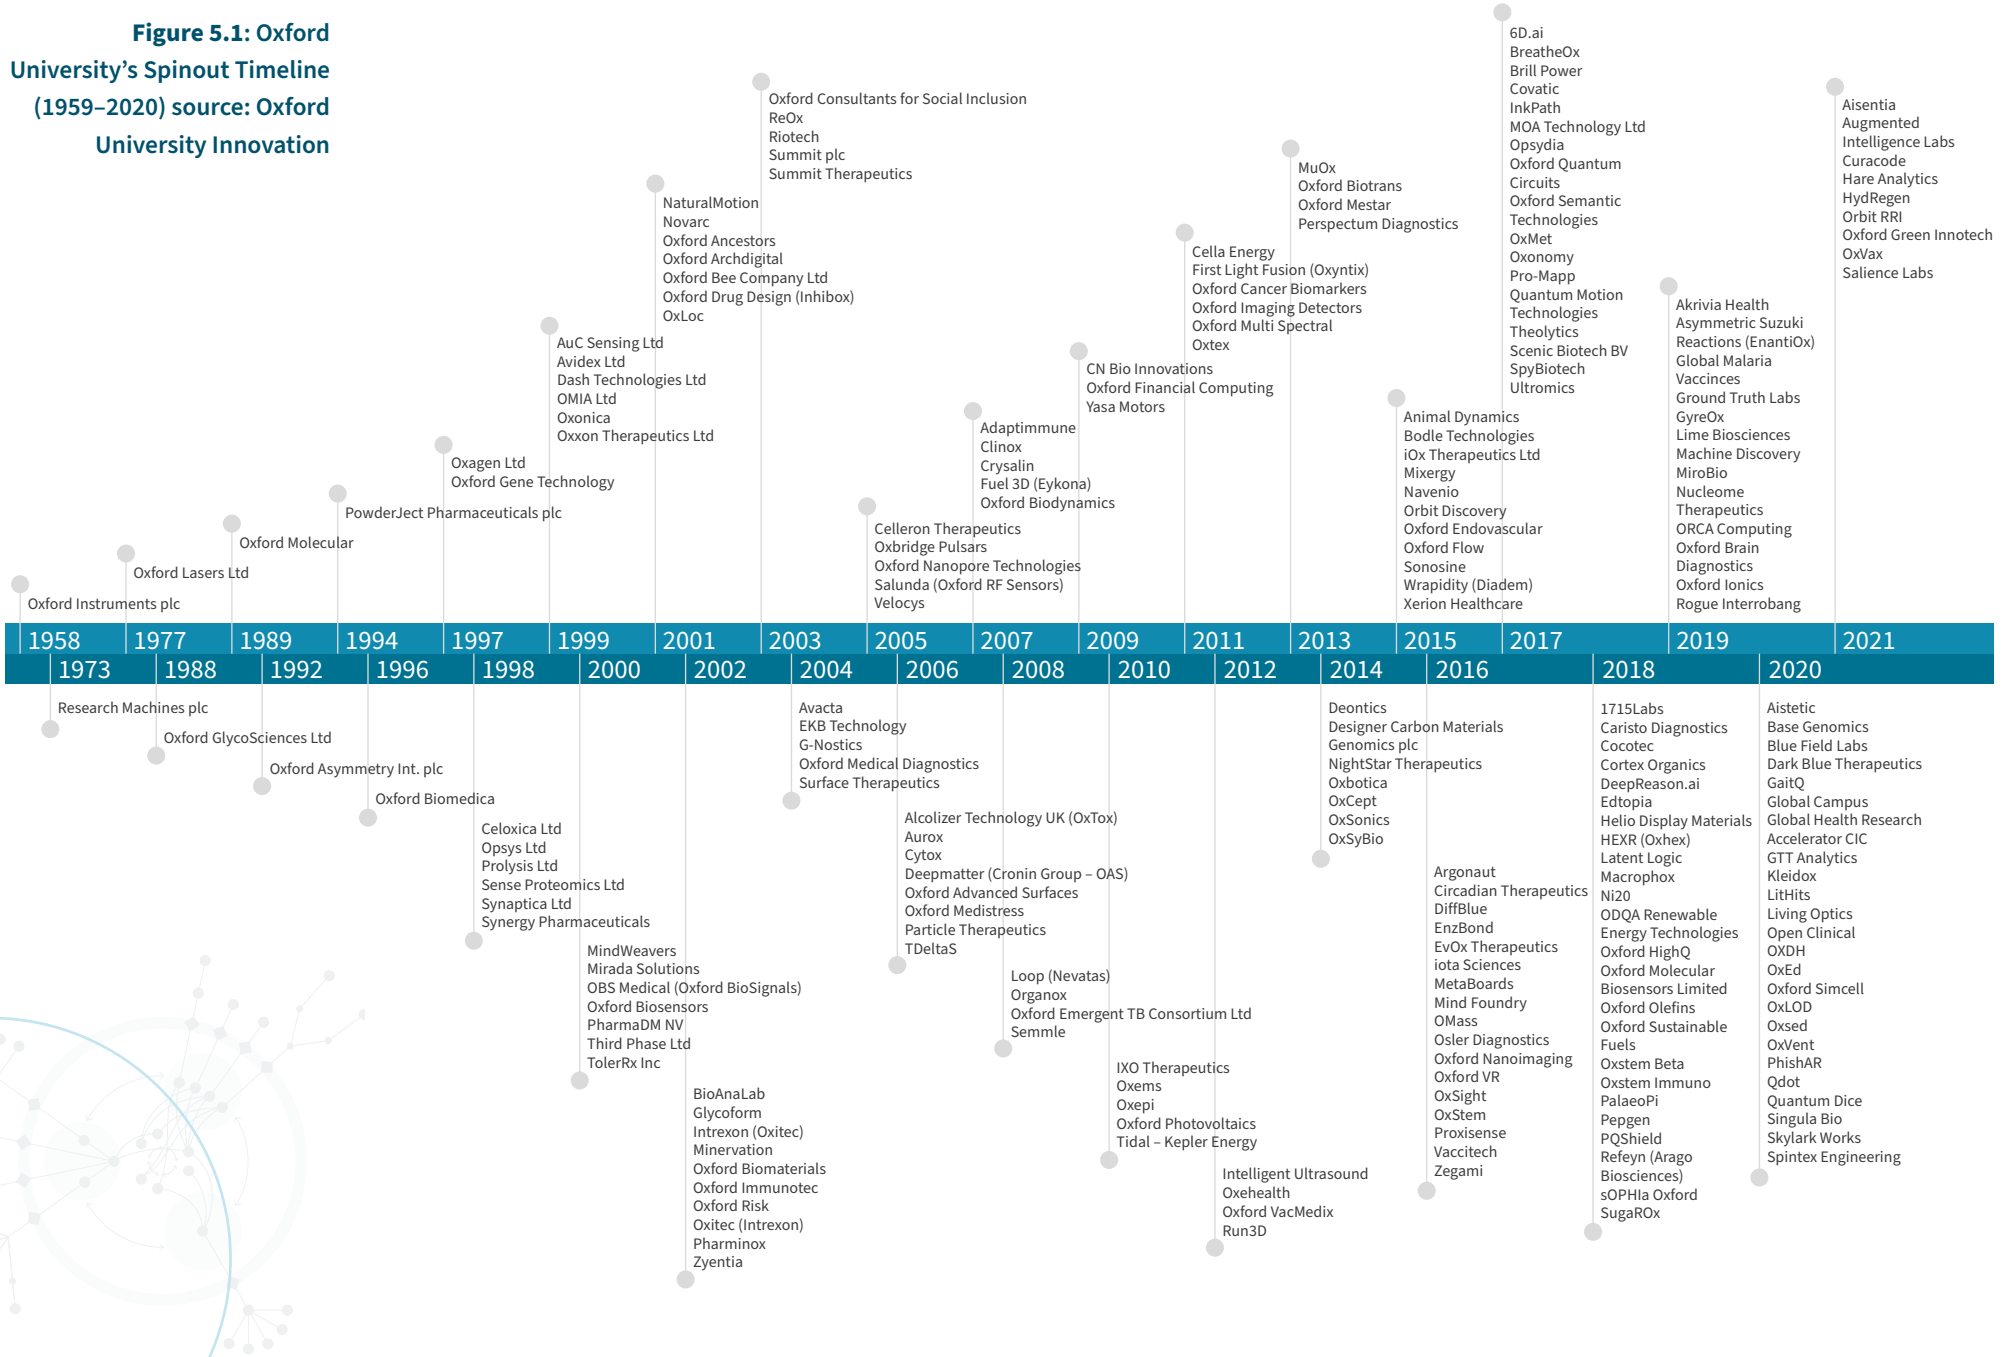 Figure 5.1: Oxford
University’s Spinout Timeline
(1959–2020) source: Oxford
University Innovation
Oxford Instruments plc
Oxford Lasers Ltd
Oxford Molecular
PowderJect Pharmaceuticals plc
Oxagen Ltd
Oxford Gene Technology
AuC Sensing Ltd
Avidex Ltd
Dash Technologies Ltd
OMIA Ltd
Oxonica
Oxxon Therapeutics Ltd
NaturalMotion
Novarc
Oxford Ancestors
Oxford Archdigital
Oxford Bee Company Ltd
Oxford Drug Design (Inhibox)
OxLoc
Oxford Consultants for Social Inclusion
ReOx
Riotech
Summit plc
Summit Therapeutics
Celleron Therapeutics
Oxbridge Pulsars
Oxford Nanopore Technologies
Salunda (Oxford RF Sensors)
Velocys
Adaptimmune
Clinox
Crysalin
Fuel 3D (Eykona)
Oxford Biodynamics
CN Bio Innovations
Oxford Financial Computing
Yasa Motors
Cella Energy
First Light Fusion (Oxyntix)
Oxford Cancer Biomarkers
Oxford Imaging Detectors
Oxford Multi Spectral
Oxtex
MuOx
Oxford Biotrans
Oxford Mestar
Perspectum Diagnostics
Animal Dynamics
Bodle Technologies
iOx Therapeutics Ltd
Mixergy
Navenio
Orbit Discovery
Oxford Endovascular
Oxford Flow
Sonosine
Wrapidity (Diadem)
Xerion Healthcare
6D.ai
BreatheOx
Brill Power
Covatic
InkPath
MOA Technology Ltd
Opsydia
Oxford Quantum
Circuits
Oxford Semantic
Technologies
OxMet
Oxonomy
Pro-Mapp
Quantum Motion
Technologies
Theolytics
Scenic Biotech BV
SpyBiotech
Ultromics
Akrivia Health
Asymmetric Suzuki
Reactions (EnantiOx)
Global Malaria
Vaccinces
Ground Truth Labs
GyreOx
Lime Biosciences
Machine Discovery
MiroBio
Nucleome
Therapeutics
ORCA Computing
Oxford Brain
Diagnostics
Oxford Ionics
Rogue Interrobang
Aisentia
Augmented
Intelligence Labs
Curacode
Hare Analytics
HydRegen
Orbit RRI
Oxford Green Innotech
OxVax
Salience Labs
1958 1977 1989 1994 1997 1999 2001 2003 2005 2007 2009 2011 2013 2015 2017 2019 2021
1973 1988 1992 1996 1998 2000 2002 2004 2006 2008 2010 2012 2014 2016 2018 2020
Research Machines plc
Oxford GlycoSciences Ltd
Oxford Asymmetry Int. plc
Oxford Biomedica
Celoxica Ltd
Opsys Ltd
Prolysis Ltd
Sense Proteomics Ltd
Synaptica Ltd
Synergy Pharmaceuticals
MindWeavers
Mirada Solutions
OBS Medical (Oxford BioSignals)
Oxford Biosensors
PharmaDM NV
Third Phase Ltd
TolerRx Inc
BioAnaLab
Glycoform
Intrexon (Oxitec)
Minervation
Oxford Biomaterials
Oxford Immunotec
Oxford Risk
Oxitec (Intrexon)
Pharminox
Zyentia
Avacta
EKB Technology
G-Nostics
Oxford Medical Diagnostics
Surface Therapeutics
Alcolizer Technology UK (OxTox)
Aurox
Cytox
Deepmatter (Cronin Group – OAS)
Oxford Advanced Surfaces
Oxford Medistress
Particle Therapeutics
TDeltaS
Loop (Nevatas)
Organox
Oxford Emergent TB Consortium Ltd
Semmle
IXO Therapeutics
Oxems
Oxepi
Oxford Photovoltaics
Tidal – Kepler Energy
Intelligent Ultrasound
Oxehealth
Oxford VacMedix
Run3D
Deontics
Designer Carbon Materials
Genomics plc
NightStar Therapeutics
Oxbotica
OxCept
OxSonics
OxSyBio
Argonaut
Circadian Therapeutics
DiffBlue
EnzBond
EvOx Therapeutics
iota Sciences
MetaBoards
Mind Foundry
OMass
Osler Diagnostics
Oxford Nanoimaging
Oxford VR
OxSight
OxStem
Proxisense
Vaccitech
Zegami
1715Labs
Caristo Diagnostics
Cocotec
Cortex Organics
DeepReason.ai
Edtopia
Helio Display Materials
HEXR (Oxhex)
Latent Logic
Macrophox
Ni20
ODQA Renewable
Energy Technologies
Oxford HighQ
Oxford Molecular
Biosensors Limited
Oxford Olefins
Oxford Sustainable
Fuels
Oxstem Beta
Oxstem Immuno
PalaeoPi
Pepgen
PQShield
Refeyn (Arago
Biosciences)
sOPHIa Oxford
SugaROx
Aistetic
Base Genomics
Blue Field Labs
Dark Blue Therapeutics
GaitQ
Global Campus
Global Health Research
Accelerator CIC
GTT Analytics
Kleidox
LitHits
Living Optics
Open Clinical
OXDH
OxEd
Oxford Simcell
OxLOD
Oxsed
OxVent
PhishAR
Qdot
Quantum Dice
Singula Bio
Skylark Works
Spintex Engineering